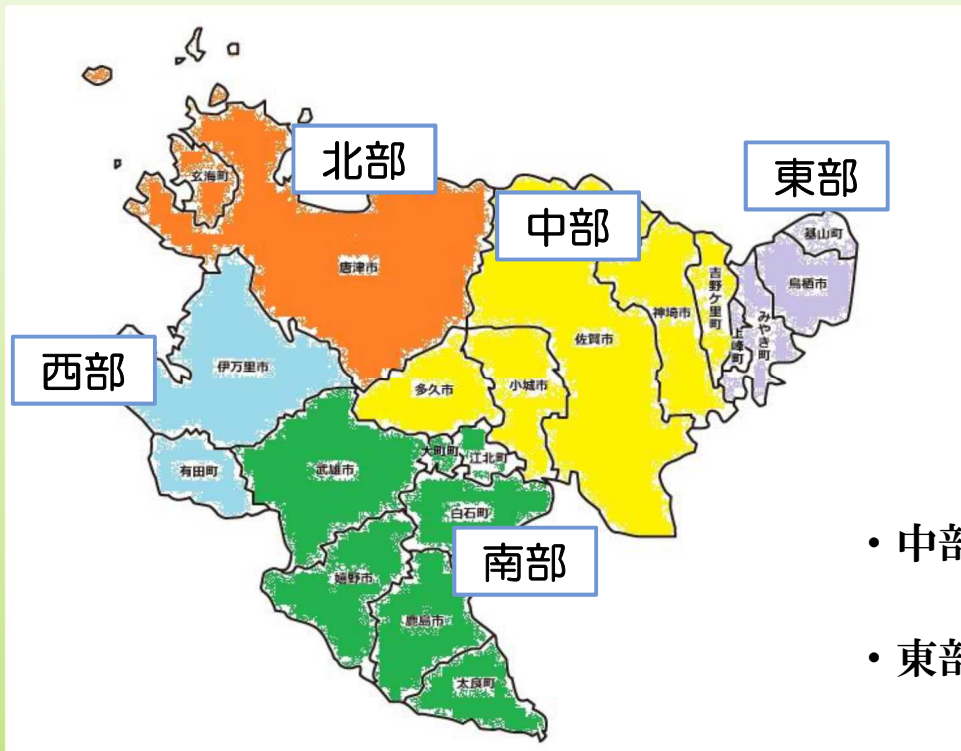 北部
東部
中部
西部
南部
玄海町
唐津市
基山町
鳥栖市
みやき町
上峰町
吉野ケ里町
神埼市
佐賀市
小城市
多久市
伊万里市
有田町
武雄市
大町町
江北町
白石町
嬉野市
鹿島市
太良町
・中部
・東部